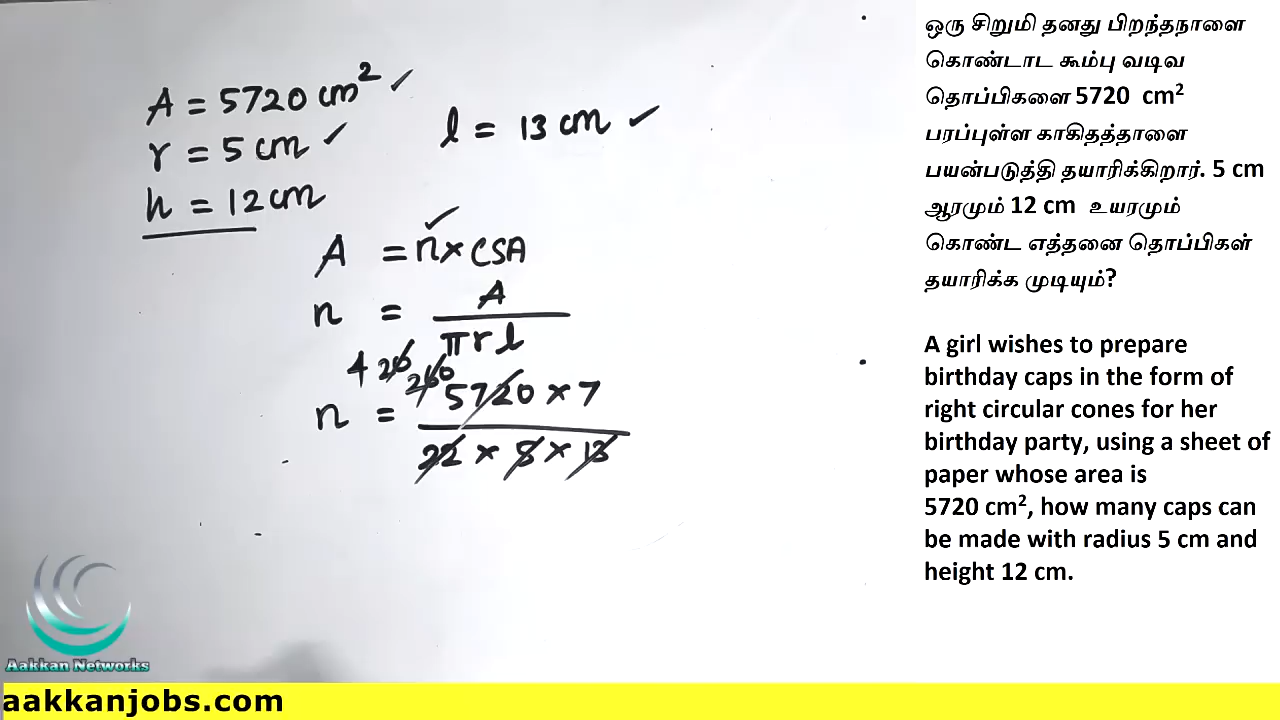 A = 5720 cm² ✓
r = 5 cm ✓
h = 12 cm
l = 13 cm ✓
A = n × CSA
n = A / πrl
4 26 260
n = 5720 × 7 / 22 × 5 × 13
ஒரு சிறுமி தனது பிறந்தநாளை
கொண்டாட கூம்பு வடிவ
தொப்பிகளை 5720 cm²
பரப்புள்ள காகிதத்தாளை
பயன்படுத்தி தயாரிக்கிறார். 5 cm
ஆரமும் 12 cm உயரமும்
கொண்ட எத்தனை தொப்பிகள்
தயாரிக்க முடியும்?
A girl wishes to prepare
birthday caps in the form of
right circular cones for her
birthday party, using a sheet of
paper whose area is
5720 cm², how many caps can
be made with radius 5 cm and
height 12 cm.
Aakkan Networks
aakkanjobs.com